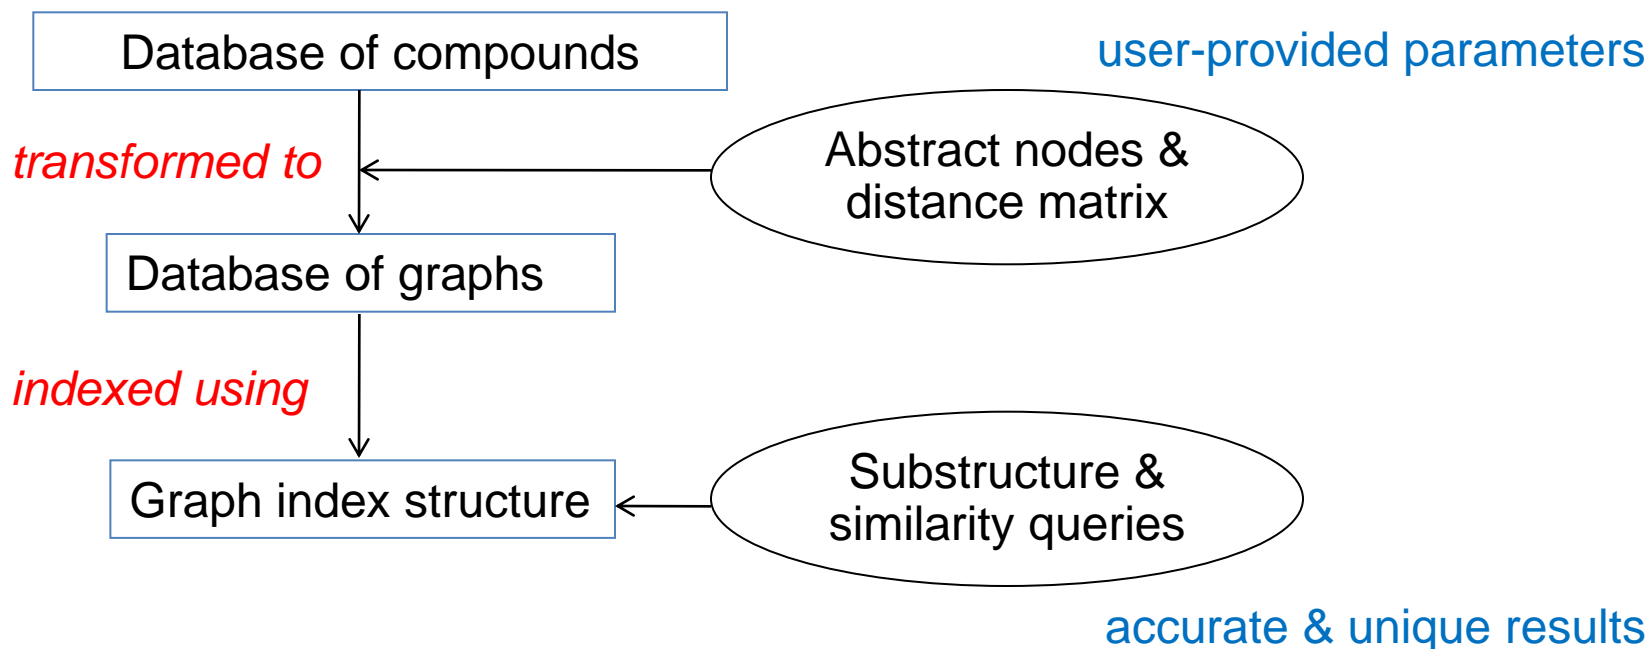 Database of compounds
user-provided parameters
transformed to
Abstract nodes &
distance matrix
Database of graphs
indexed using
Graph index structure
Substructure &
similarity queries
accurate & unique results